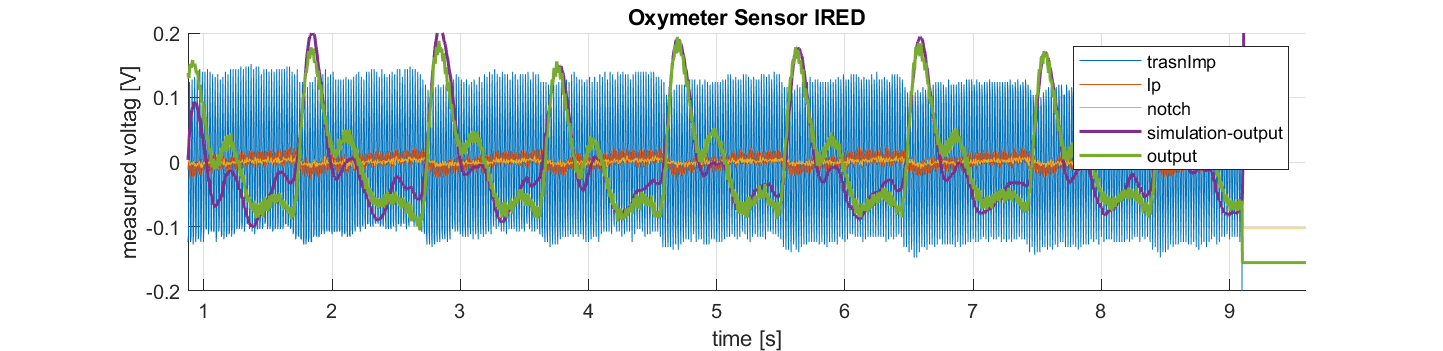 Oxymeter Sensor IRED
measured voltag [V]
0.2
0.1
0
-0.1
-0.2
1 2 3 4 5 6 7 8 9
time [s]
trasnImp
lp
notch
simulation-output
output